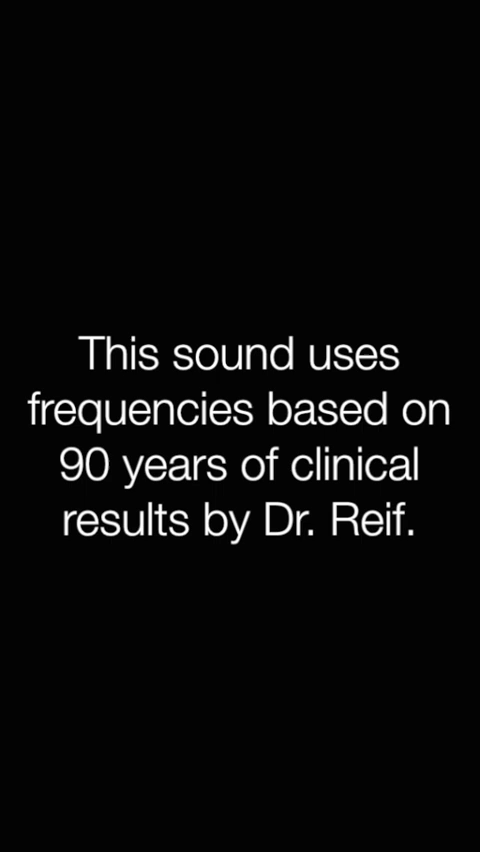 This sound uses
frequencies based on
90 years of clinical
results by Dr. Reif.